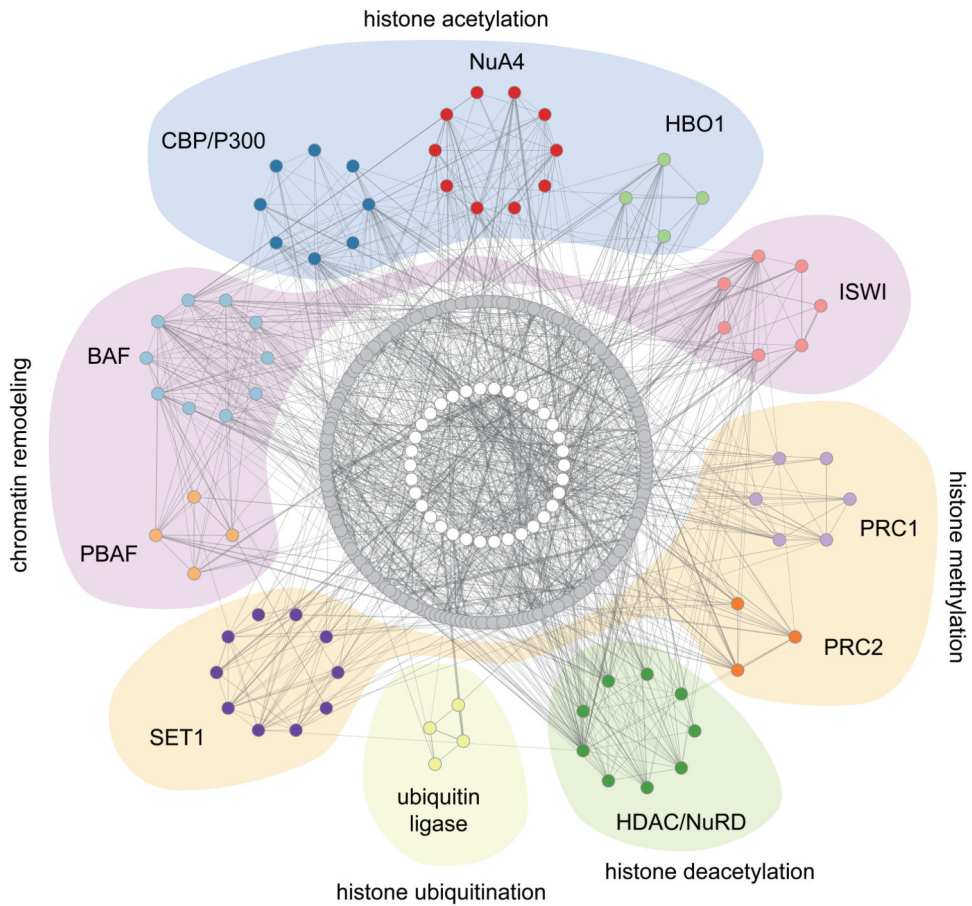 histone acetylation
NuA4
CBP/P300
HBO1
ISWI
BAF
chromatin remodeling
PBAF
PRC1
histone methylation
PRC2
SET1
ubiquitin
ligase
HDAC/NuRD
histone deacetylation
histone ubiquitination